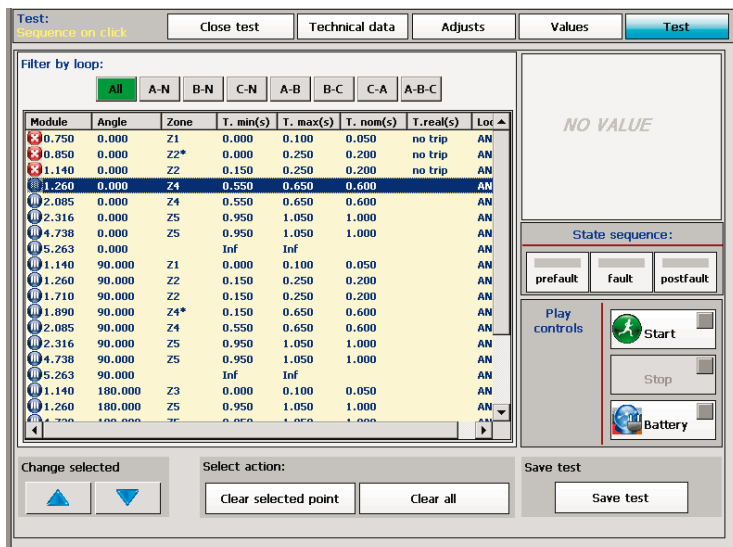 Test:
Sequence on click
Close test
Technical data
Adjusts
Values
Test
Filter by loop:
All A-N B-N C-N A-B B-C C-A A-B-C
Module Angle Zone T. min(s) T. max(s) T. nom(s) T.real(s) Loo
0.750 0.000 Z1 0.000 0.100 0.050 no trip AN
0.850 0.000 Z2* 0.000 0.250 0.200 no trip AN
1.140 0.000 Z2 0.150 0.250 0.200 no trip AN
1.260 0.000 Z4 0.550 0.650 0.600 AN
2.085 0.000 Z4 0.550 0.650 0.600 AN
2.316 0.000 Z5 0.950 1.050 1.000 AN
4.738 0.000 Z5 0.950 1.050 1.000 AN
5.263 0.000 Inf Inf AN
1.140 90.000 Z1 0.000 0.100 0.050 AN
1.260 90.000 Z2 0.150 0.250 0.200 AN
1.710 90.000 Z2 0.150 0.250 0.200 AN
1.890 90.000 Z4* 0.150 0.650 0.600 AN
2.085 90.000 Z4 0.550 0.650 0.600 AN
2.316 90.000 Z5 0.950 1.050 1.000 AN
4.738 90.000 Z5 0.950 1.050 1.000 AN
5.263 90.000 Inf Inf AN
1.140 180.000 Z3 0.000 0.100 0.050 AN
1.260 180.000 Z5 0.950 1.050 1.000 AN
180.000 Z5 0.950 1.050 1.000 AN
NO VALUE
State sequence:
prefault fault postfault
Play
controls
Start
Stop
Battery
Change selected
Select action:
Clear selected point
Clear all
Save test
Save test